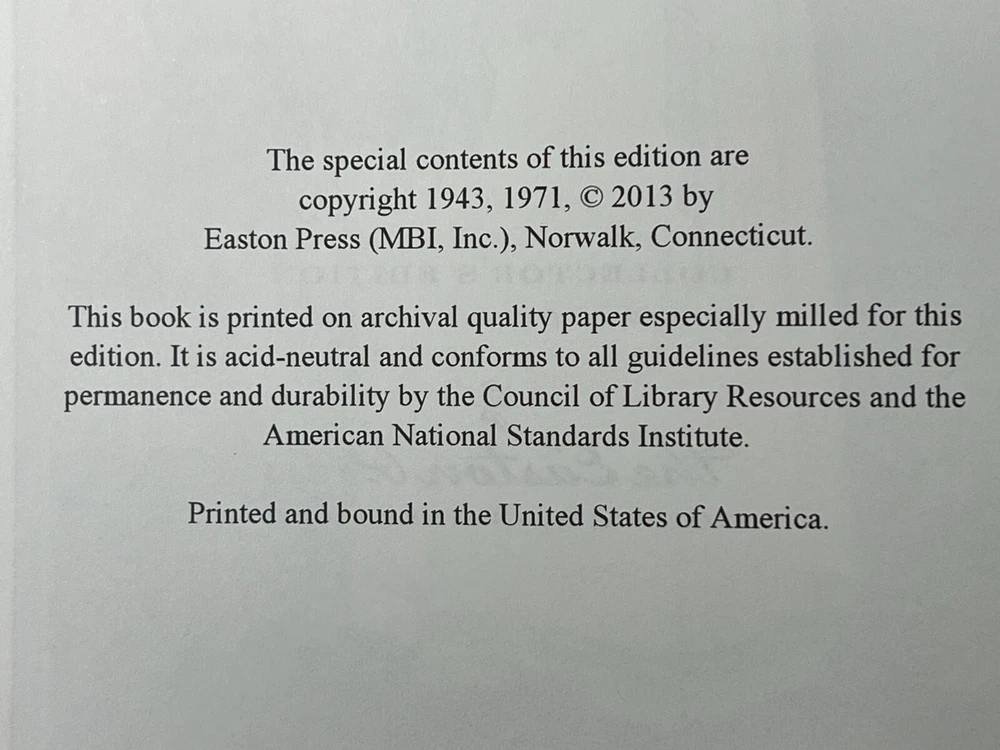 The special contents of this edition are
copyright 1943, 1971, © 2013 by
Easton Press (MBI, Inc.), Norwalk, Connecticut.
This book is printed on archival quality paper especially milled for this
edition. It is acid-neutral and conforms to all guidelines established for
permanence and durability by the Council of Library Resources and the
American National Standards Institute.
Printed and bound in the United States of America.